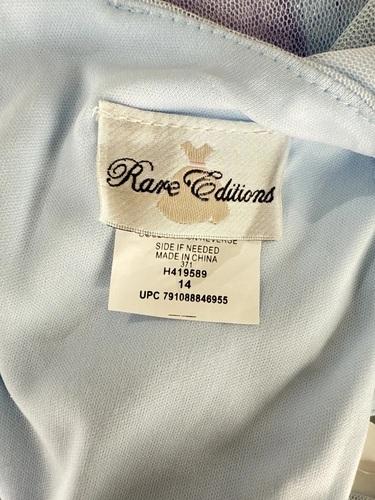 Rare Editions
SIDE IF NEEDED
MADE IN CHINA
371
H419589
14
UPC 791088846955